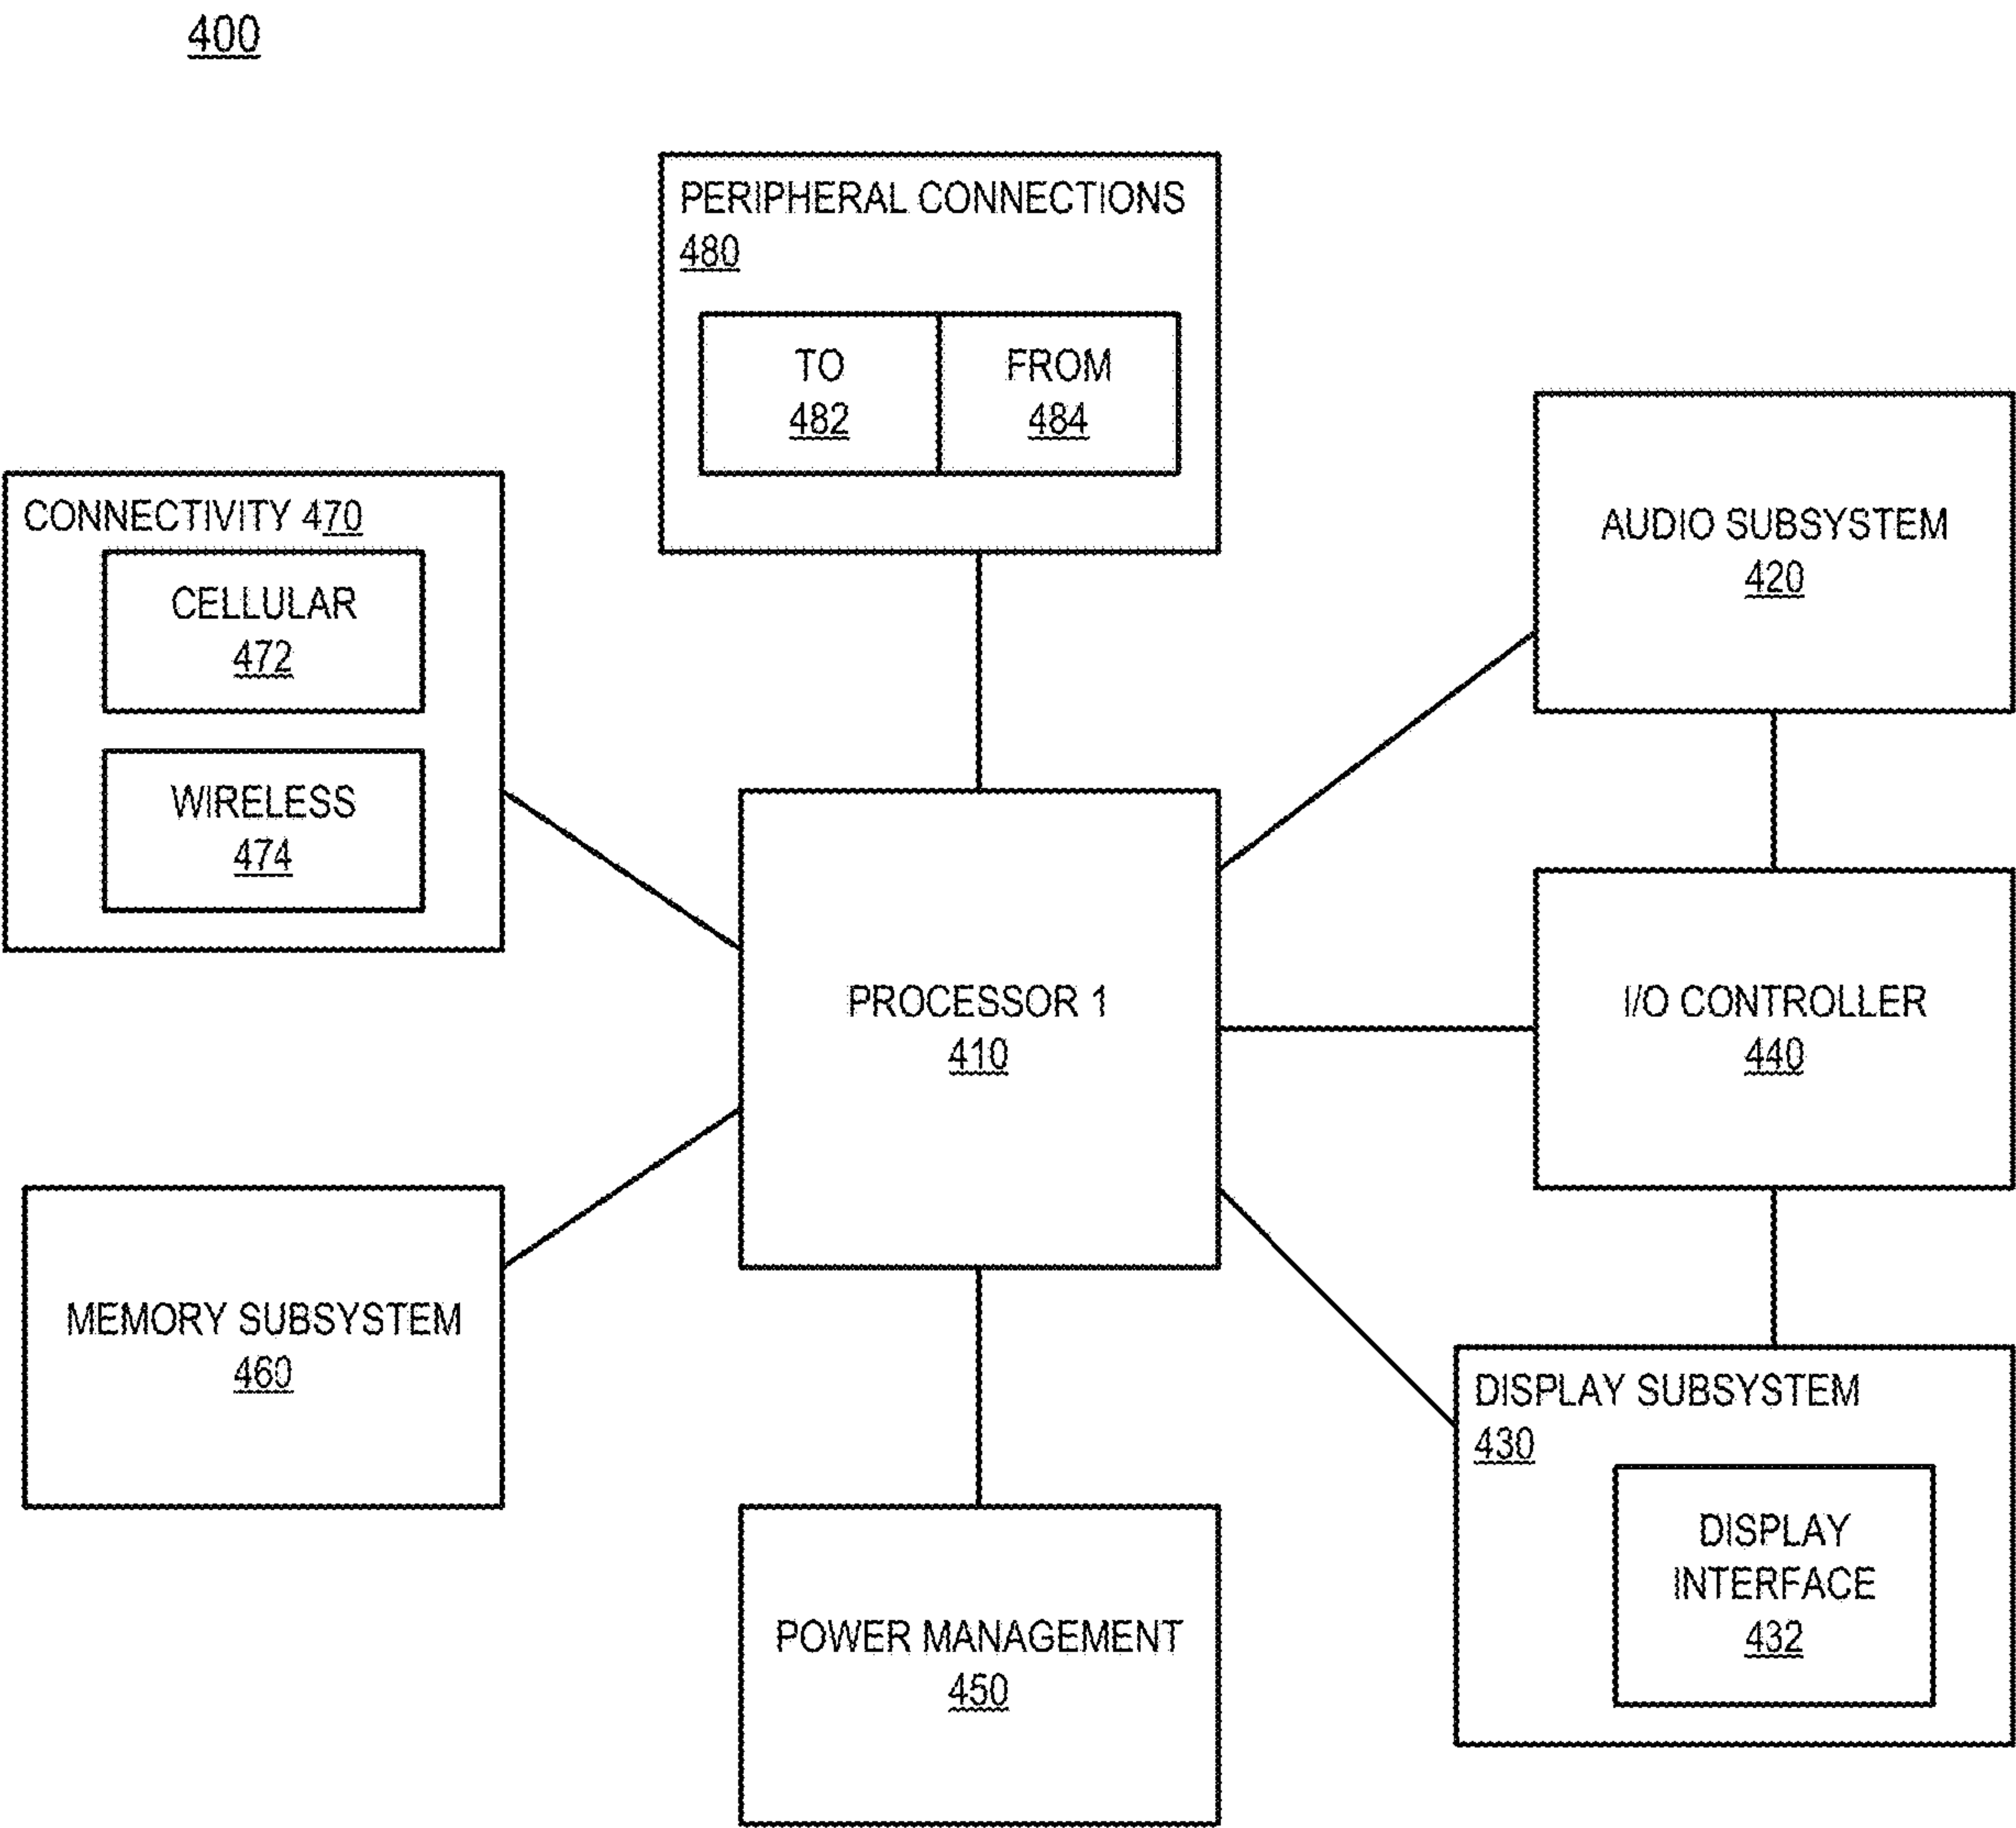 400
PERIPHERAL CONNECTIONS
480
TO
482
FROM
484
CONNECTIVITY 470
CELLULAR
472
WIRELESS
474
AUDIO SUBSYSTEM
420
PROCESSOR 1
410
I/O CONTROLLER
440
MEMORY SUBSYSTEM
460
DISPLAY SUBSYSTEM
430
DISPLAY
INTERFACE
432
POWER MANAGEMENT
450